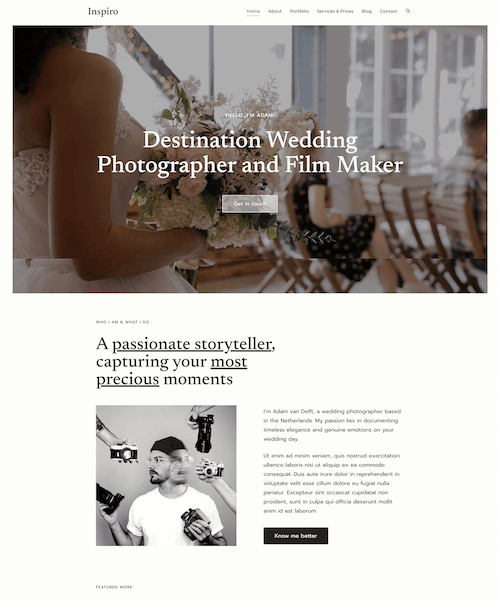 Inspiro
Home About Portfolio Services & Prices Blog Contact
HELLO, I'M ADAM
Destination Wedding
Photographer and Film Maker
Get in touch
WHO I AM & WHAT I DO
A passionate storyteller,
capturing your most
precious moments
I'm Adam van Delft, a wedding photographer based
in the Netherlands. My passion lies in documenting
timeless elegance and genuine emotions on your
wedding day.
Ut enim ad minim veniam, quis nostrud exercitation
ullamco laboris nisi ut aliquip ex ea commodo
consequat. Duis aute irure dolor in reprehenderit in
voluptate velit esse cillum dolore eu fugiat nulla
pariatur. Excepteur sint occaecat cupidatat non
proident, sunt in culpa qui officia deserunt mollit
anim id est laborum.
Know me better
FEATURED WORK